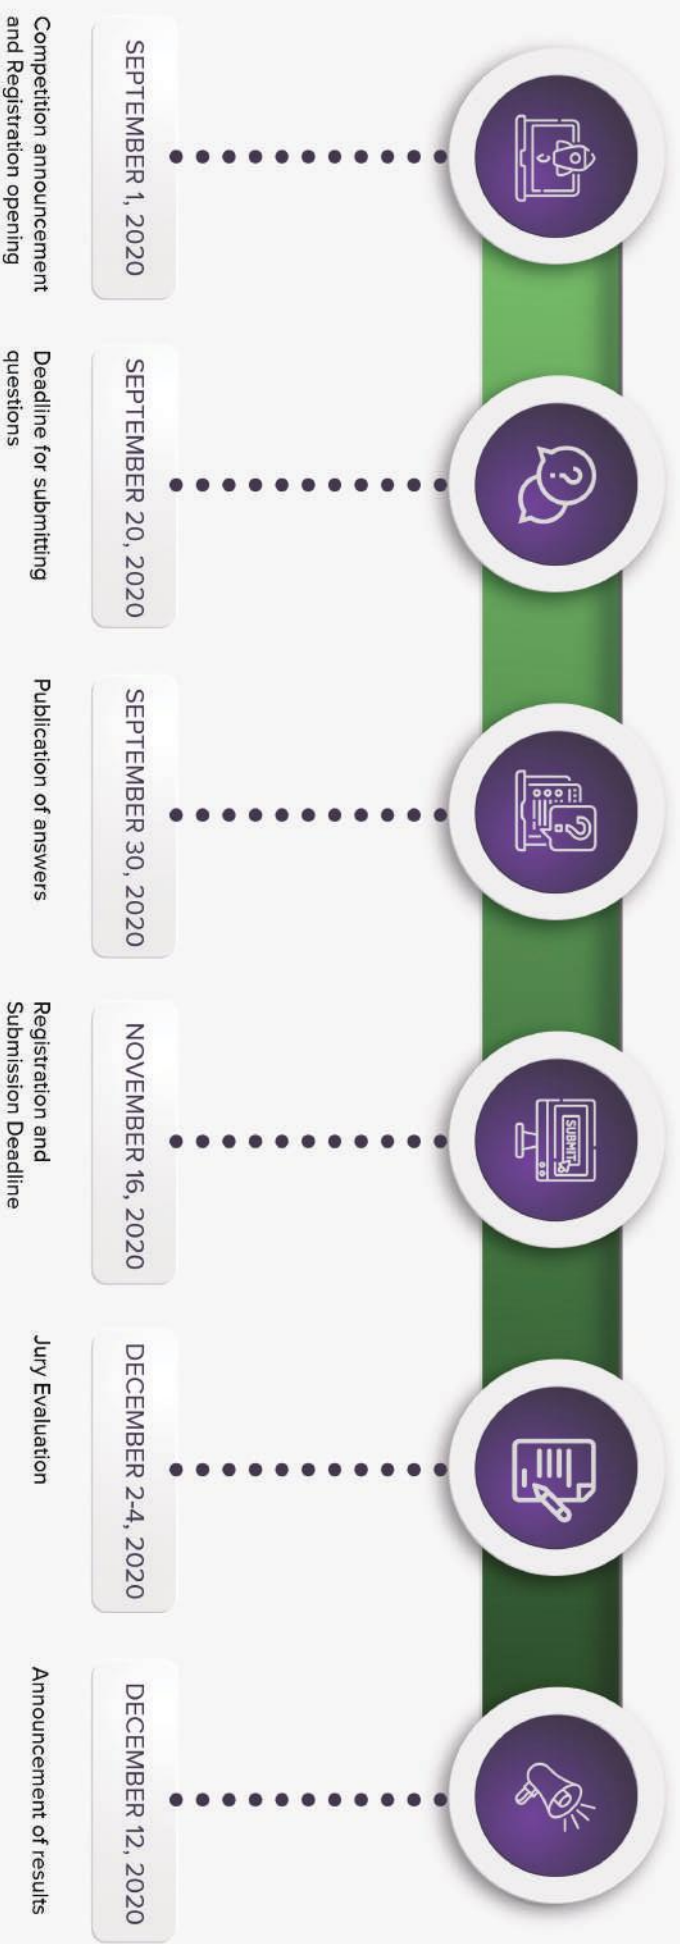 SUBMIT
SEPTEMBER 1, 2020
Competition announcement
and Registration opening
SEPTEMBER 20, 2020
Deadline for submitting
questions
SEPTEMBER 30, 2020
Publication of answers
NOVEMBER 16, 2020
Registration and
Submission Deadline
DECEMBER 2-4, 2020
Jury Evaluation
DECEMBER 12, 2020
Announcement of results